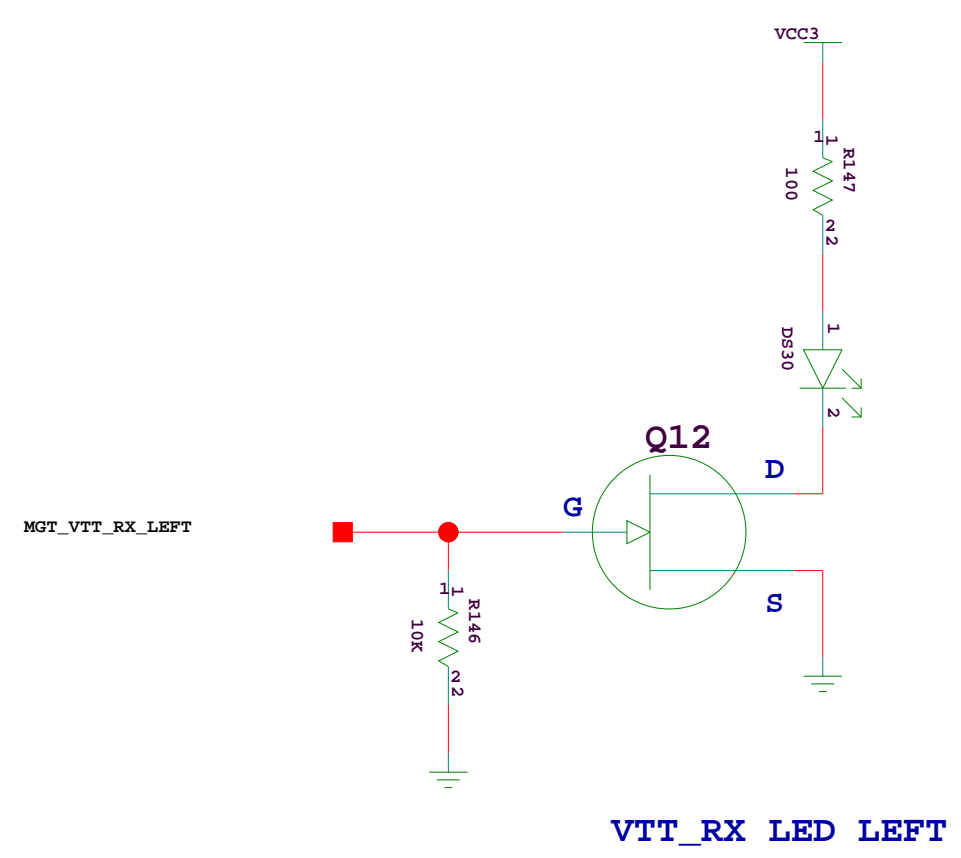 VCC3
1
1
R147
100
2
2
1
DS30
2
Q12
D
G
MGT_VTT_RX_LEFT
S
1
1
R146
10K
2
2
VTT_RX LED LEFT